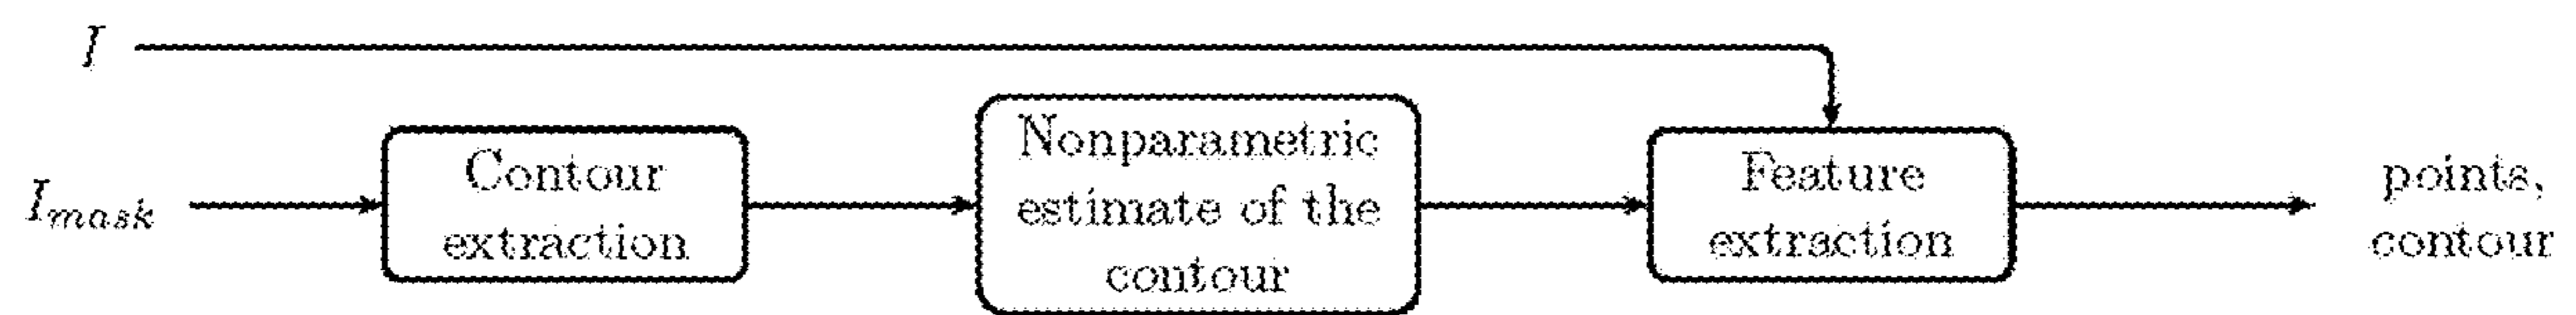 I
I_mask
Contour
extraction
Nonparametric
estimate of the
contour
Feature
extraction
points,
contour